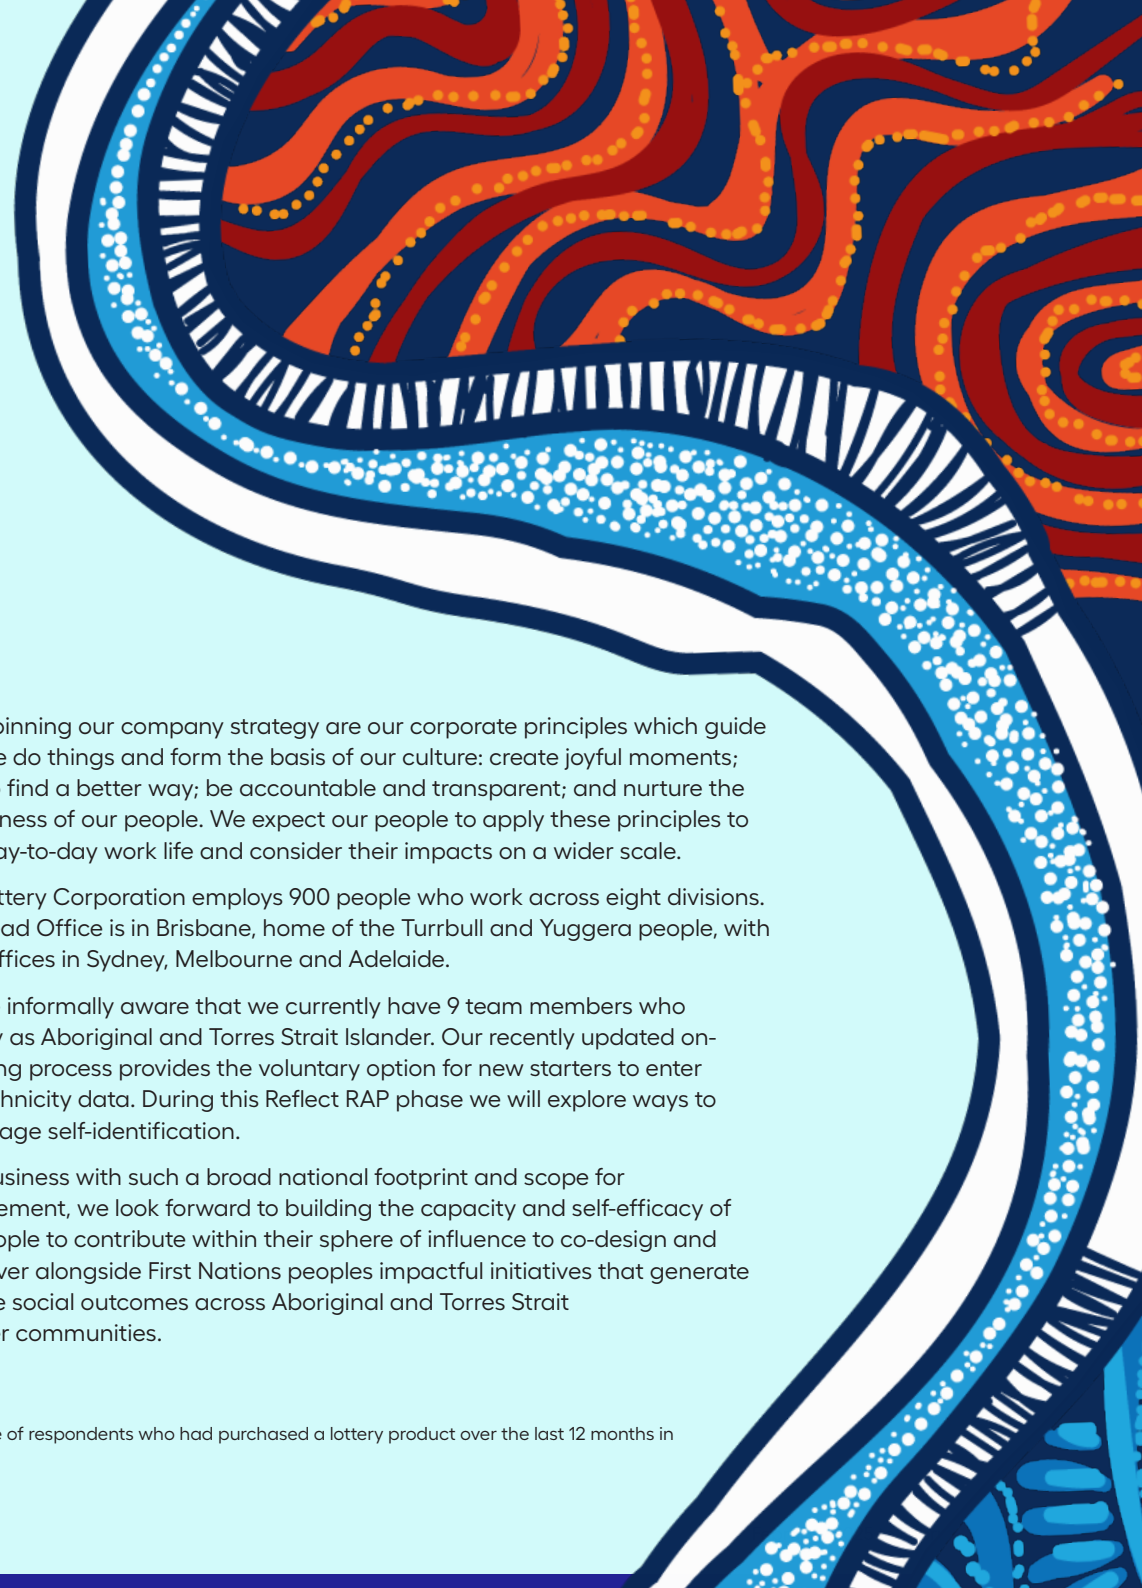 pinning our company strategy are our corporate principles which guide
e do things and form the basis of our culture: create joyful moments;
find a better way; be accountable and transparent; and nurture the
ness of our people. We expect our people to apply these principles to
ay-to-day work life and consider their impacts on a wider scale.
ttery Corporation employs 900 people who work across eight divisions.
ad Office is in Brisbane, home of the Turrbull and Yuggera people, with
ffices in Sydney, Melbourne and Adelaide.
informally aware that we currently have 9 team members who
y as Aboriginal and Torres Strait Islander. Our recently updated on-
ng process provides the voluntary option for new starters to enter
hnicity data. During this Reflect RAP phase we will explore ways to
age self-identification.
usiness with such a broad national footprint and scope for
ement, we look forward to building the capacity and self-efficacy of
ople to contribute within their sphere of influence to co-design and
ver alongside First Nations peoples impactful initiatives that generate
e social outcomes across Aboriginal and Torres Strait
r communities.
e of respondents who had purchased a lottery product over the last 12 months in